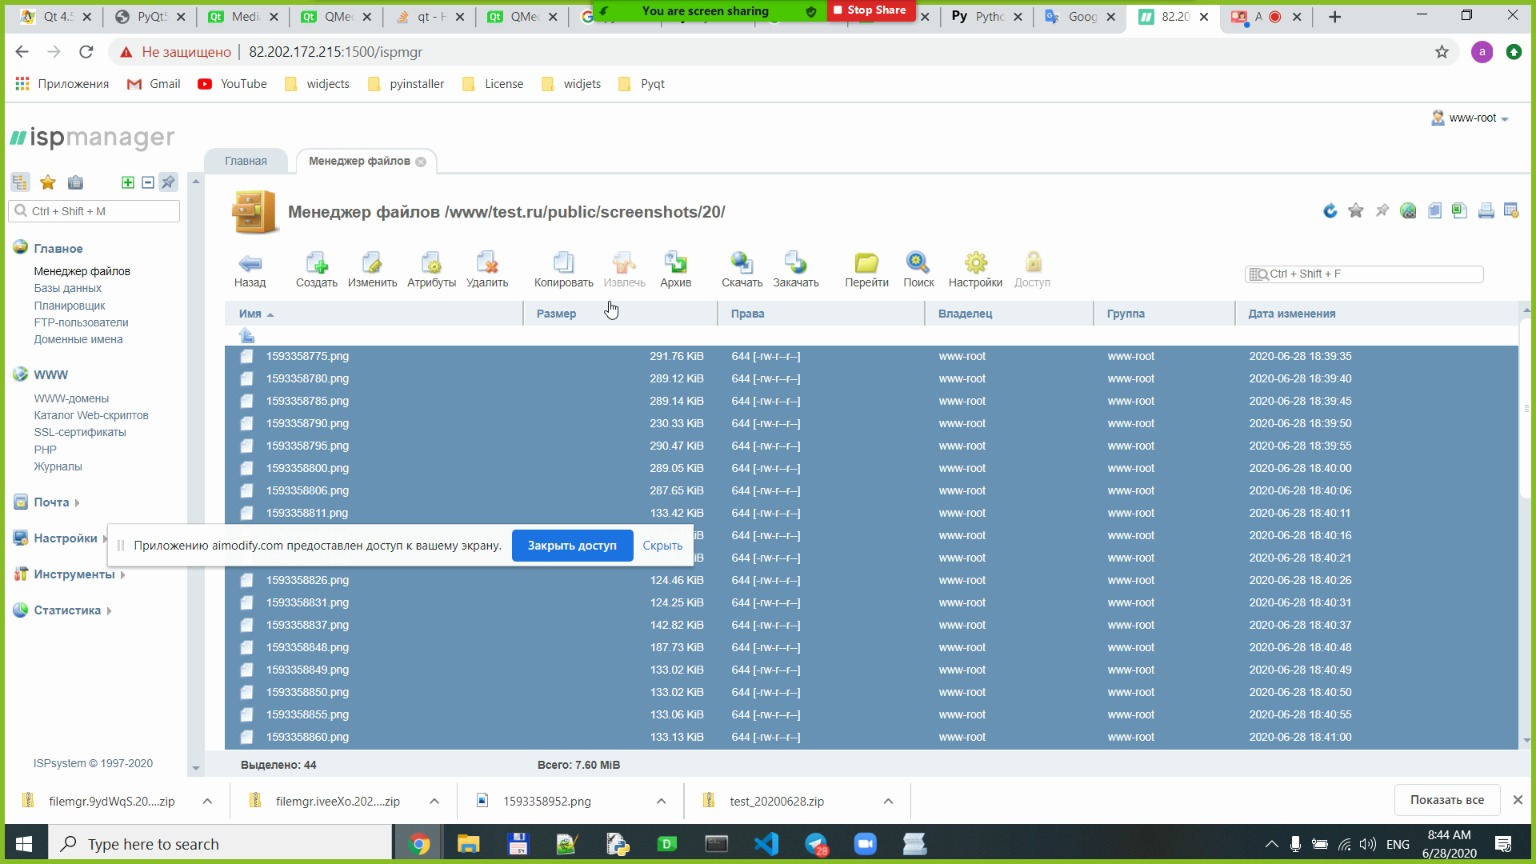 Qt 4.5
PyQt5
Medi
QMe
qt - H
QMe
You are screen sharing
Stop Share
Pytho
Goog
82.20
A
Не защищено | 82.202.172.215:1500/ispmgr
a
Приложения
Gmail
YouTube
widjects
pyinstaller
License
widjets
Pyqt
ispmanager
www-root
Главная
Менеджер файлов
Ctrl + Shift + M
Менеджер файлов /www/test.ru/public/screenshots/20/
Главное
Менеджер файлов
Базы данных
Планировщик
FTP-пользователи
Доменные имена
WWW
WWW-домены
Каталог Web-скриптов
SSL-сертификаты
PHP
Журналы
Почта
Настройки
Инструменты
Статистика
ISPsystem © 1997-2020
Назад
Создать
Изменить
Атрибуты
Удалить
Копировать
Извлечь
Архив
Скачать
Закачать
Перейти
Поиск
Настройки
Доступ
Ctrl + Shift + F
Имя Размер Права Владелец Группа Дата изменения
1593358775.png 291.76 KiB 644 [-rw-r--r--] www-root www-root 2020-06-28 18:39:35
1593358780.png 289.12 KiB 644 [-rw-r--r--] www-root www-root 2020-06-28 18:39:40
1593358785.png 289.14 KiB 644 [-rw-r--r--] www-root www-root 2020-06-28 18:39:45
1593358790.png 230.33 KiB 644 [-rw-r--r--] www-root www-root 2020-06-28 18:39:50
1593358795.png 290.47 KiB 644 [-rw-r--r--] www-root www-root 2020-06-28 18:39:55
1593358800.png 289.05 KiB 644 [-rw-r--r--] www-root www-root 2020-06-28 18:40:00
1593358806.png 287.65 KiB 644 [-rw-r--r--] www-root www-root 2020-06-28 18:40:06
1593358811.png 133.42 KiB 644 [-rw-r--r--] www-root www-root 2020-06-28 18:40:11
iB 644 [-rw-r--r--] www-root www-root 2020-06-28 18:40:16
iB 644 [-rw-r--r--] www-root www-root 2020-06-28 18:40:21
Приложению aimodify.com предоставлен доступ к вашему экрану.
Закрыть доступ
Скрыть
1593358826.png 124.46 KiB 644 [-rw-r--r--] www-root www-root 2020-06-28 18:40:26
1593358831.png 124.25 KiB 644 [-rw-r--r--] www-root www-root 2020-06-28 18:40:31
1593358837.png 142.82 KiB 644 [-rw-r--r--] www-root www-root 2020-06-28 18:40:37
1593358848.png 187.73 KiB 644 [-rw-r--r--] www-root www-root 2020-06-28 18:40:48
1593358849.png 133.02 KiB 644 [-rw-r--r--] www-root www-root 2020-06-28 18:40:49
1593358850.png 133.02 KiB 644 [-rw-r--r--] www-root www-root 2020-06-28 18:40:50
1593358855.png 133.06 KiB 644 [-rw-r--r--] www-root www-root 2020-06-28 18:40:55
1593358860.png 133.13 KiB 644 [-rw-r--r--] www-root www-root 2020-06-28 18:41:00
Выделено: 44 Всего: 7.60 MiB
filemgr.9ydWqS.20....zip
filemgr.iveeXo.202....zip
1593358952.png
test_20200628.zip
Показать все
Type here to search
28
ENG
8:44 AM
6/28/2020